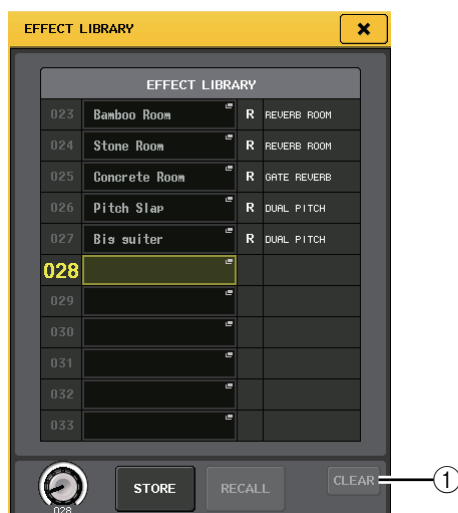 EFFECT LIBRARY
EFFECT LIBRARY
023 Bamboo Room R REVERB ROOM
024 Stone Room R REVERB ROOM
025 Concrete Room R GATE REVERB
026 Pitch Slap R DUAL PITCH
027 Big guiter R DUAL PITCH
028
029
030
031
032
033
STORE RECALL CLEAR ①
028